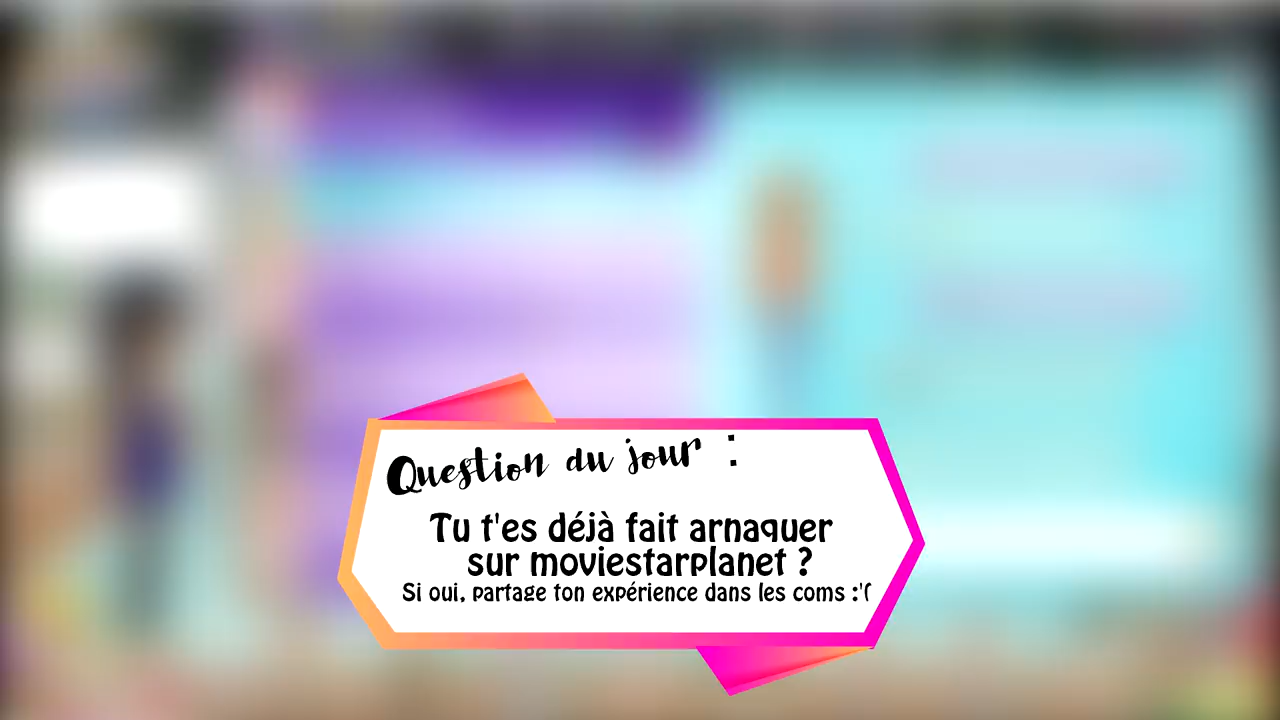 Question du jour :
Tu t'es déjà fait arnaquer
sur moviestarplanet ?
Si oui, partage ton expérience dans les coms :'(